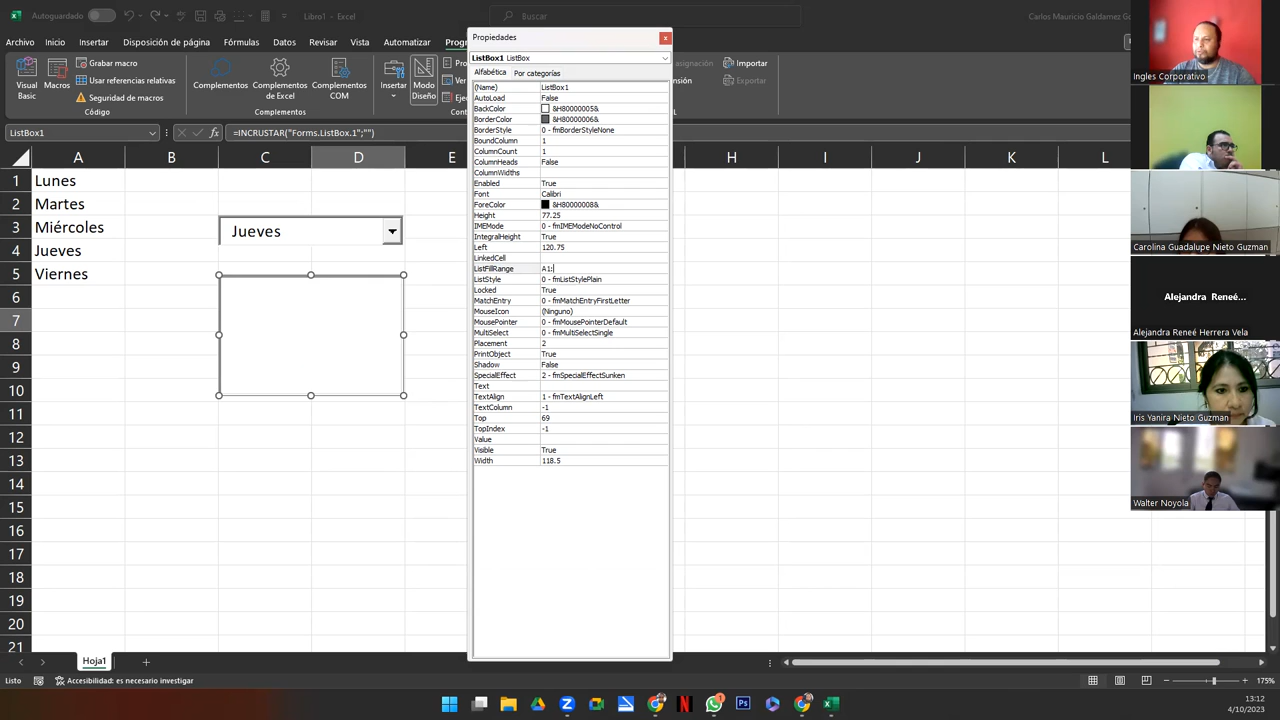 Autoguardado
Libro1 - Excel
Buscar
Carlos Mauricio Galdamez
Archivo
Inicio
Insertar
Disposición de página
Fórmulas
Datos
Revisar
Vista
Automatizar
Visual Basic
Macros
Grabar macro
Usar referencias relativas
Seguridad de macros
Código
Complementos
Complementos de Excel
Complementos COM
Complementos
Insertar
Modo Diseño
Importar
Exportar
ListBox1
fx
=INCRUSTAR("Forms.ListBox.1";"")
A B C D E H I J K L
1 Lunes
2 Martes
3 Miércoles
4 Jueves
5 Viernes
6
7
8
9
10
11
12
13
14
15
16
17
18
19
20
21
Jueves
Propiedades
ListBox1 ListBox
Alfabética Por categorías
(Name) ListBox1
AutoLoad False
BackColor &H80000005&
BorderColor &H80000006&
BorderStyle 0 - fmBorderStyleNone
BoundColumn 1
ColumnCount 1
ColumnHeads False
ColumnWidths
Enabled True
Font Calibri
ForeColor &H80000008&
Height 77.25
IMEMode 0 - fmIMEModeNoControl
IntegralHeight True
Left 120.75
LinkedCell
ListFillRange A1:
ListStyle 0 - fmListStylePlain
Locked True
MatchEntry 0 - fmMatchEntryFirstLetter
MouseIcon (Ninguno)
MousePointer 0 - fmMousePointerDefault
MultiSelect 0 - fmMultiSelectSingle
Placement 2
PrintObject True
Shadow False
SpecialEffect 2 - fmSpecialEffectSunken
Text
TextAlign 1 - fmTextAlignLeft
TextColumn -1
Top 69
TopIndex -1
Value
Visible True
Width 118.5
Ingles Corporativo
Carolina Guadalupe Nieto Guzman
Alejandra Reneé...
Alejandra Reneé Herrera Vela
Iris Yanira Nieto Guzman
Walter Noyola
Hoja1
Listo
Accesibilidad: es necesario investigar
175%
13:12
4/10/2023